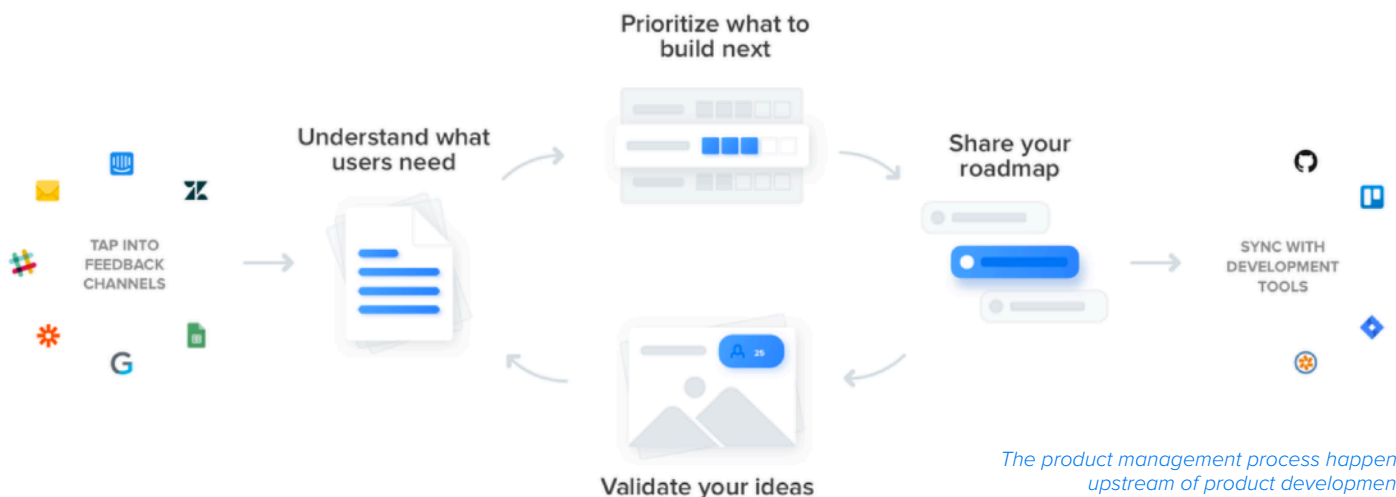 Prioritize what to
build next
Understand what
users need
Share your
roadmap
TAP INTO
FEEDBACK
CHANNELS
SYNC WITH
DEVELOPMENT
TOOLS
25
Validate your ideas
The product management process happen
upstream of product developmen